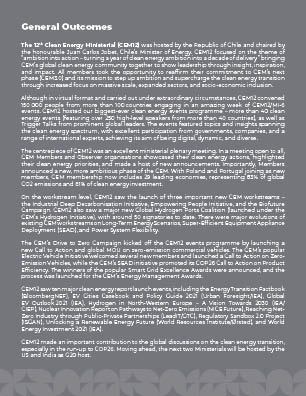 General Outcomes
The 12th Clean Energy Ministerial (CEM12) was hosted by the Republic of Chile and chaired by
the honourable Juan Carlos Jobet, Chile's Minister of Energy. CEM12 focused on the theme of
"ambition into action - turning a year of clean energy ambition into a decade of delivery" bringing
CEM's global clean energy community together to show leadership through insight, inspiration,
and impact. All members took the opportunity to reaffirm their commitment to CEM's next
phase (CEM3.0) and its mission to step up ambition and supercharge the clean energy transition
through increased focus on massive scale, expanded sectors, and socio-economic inclusion.
Although in virtual format and carried out under extraordinary circumstances, CEM12 convened
150 000 people from more than 100 countries engaging in an amazing week of CEM12/MI-6
events. CEM12 hosted our biggest-ever clean energy events programme – more than 40 clean
energy events (featuring over 250 high-level speakers from more than 40 countries), as well as
Trigger Talks from prominent global leaders. The events featured topics and insights spanning
the clean energy spectrum, with excellent participation from governments, companies, and a
range of international experts, achieving its aim of being digital, dynamic, and diverse.
The centrepiece of CEM12 was an excellent ministerial plenary meeting. In a meeting open to all,
CEM Members and Observer organisations showcased their clean energy actions, highlighted
their clean energy priorities, and made a host of new announcements. Importantly, Members
announced a new, more ambitious phase of the CEM. With Poland and Portugal joining as new
members, CEM membership now includes 29 leading economies, representing 85% of global
CO2 emissions and 81% of clean energy investment.
On the workstream level, CEM12 saw the launch of three important new CEM workstreams –
the Industrial Deep Decarbonisation Initiative, Empowering People Initiative, and the Biofuture
Campaign. CEM12 also saw a major new Global Hydrogen Ports Coalition (launched under the
CEM's Hydrogen Initiative), with around 50 signatories to date. There were major evolutions of
existing CEM workstreams on Long-Term Energy Scenarios, Super-Efficient Equipment Appliance
Deployment (SEAD), and Power System Flexibility.
The CEM's Drive to Zero Campaign kicked off the CEM12 events programme by launching a
new Call to Action and global MOU on zero-emission commercial vehicles. The CEM's popular
Electric Vehicle Initiative welcomed several new members and launched a Call to Action on Zero-
Emission Vehicles, while the CEM's SEAD Initiative promoted its COP26 Call to Action on Product
Efficiency. The winners of the popular Smart Grid Excellence Awards were announced, and the
process was launched for the CEM's Energy Management Awards.
CEM12 saw ten major clean energy report launch events, including the Energy Transition Factbook
(BloombergNEF), EV Cities Casebook and Policy Guide 2021 (Urban Foresight/IEA), Global
EV Outlook 2021 (IEA), Hydrogen in North-Western Europe – A Vision Towards 2030 (IEA/
CIEP), Nuclear Innovation Report on Pathways to Net-Zero Emissions (NICE Future), Reaching Net-
Zero Industry through Public-Private Partnerships (LeadIT/GTC), Regulatory Sandbox 2.0 Project
(ISGAN), Unlocking a Renewable Energy Future (World Resources Institute/Ørsted), and World
Energy Investment 2021 (IEA).
CEM12 made an important contribution to the global discussions on the clean energy transition,
especially in the run-up to COP26. Moving ahead, the next two Ministerials will be hosted by the
US and India as G20 host.